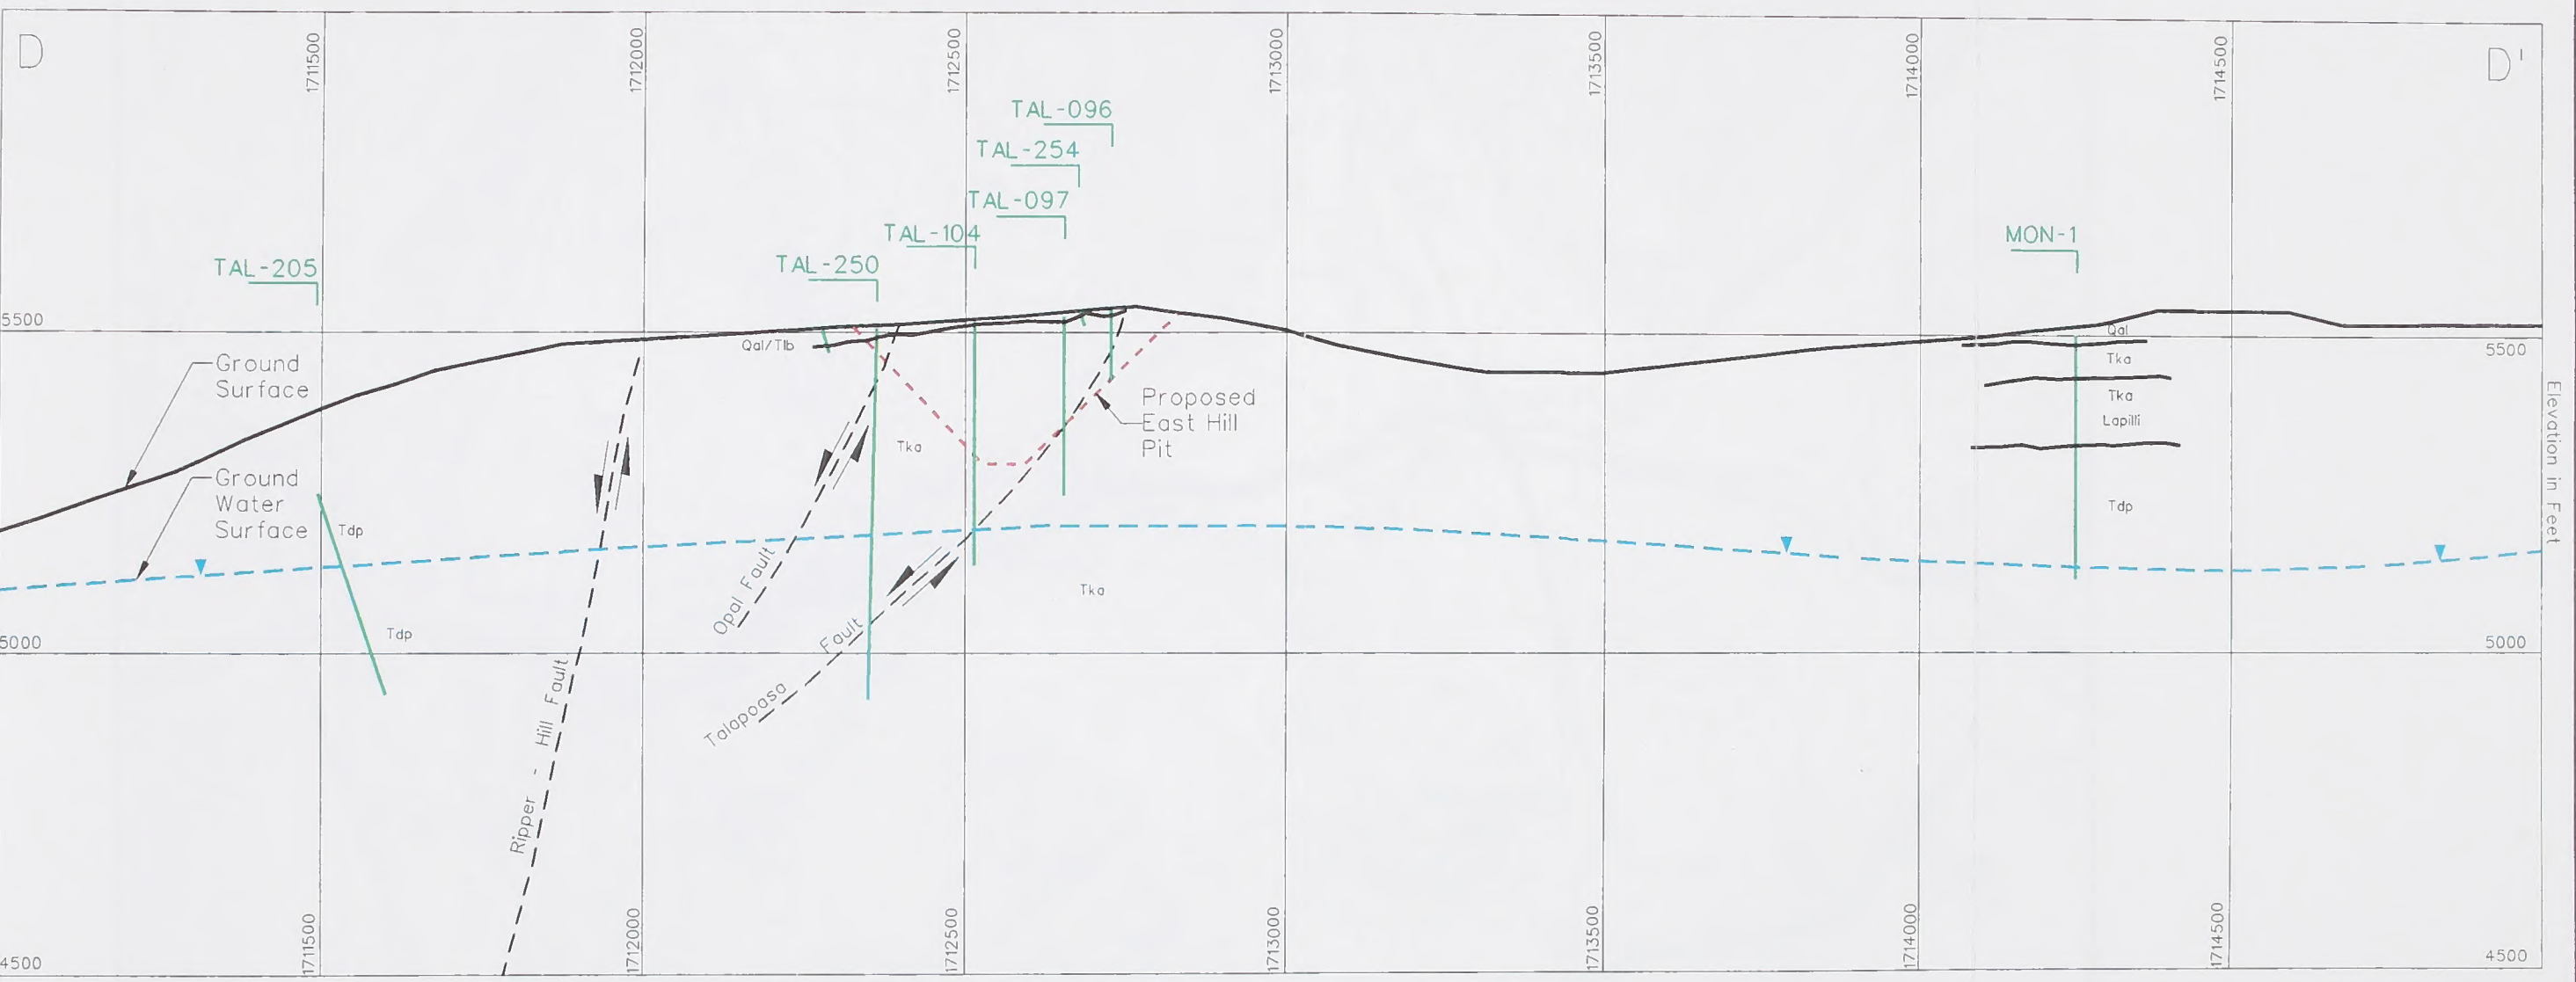 D
1711500
1712000
1712500
1713000
1713500
1714000
1714500
D'
TAL-096
TAL-254
TAL-097
TAL-104
TAL-250
TAL-205
MON-1
5500
5500
Qal/Tlb
Qal
Tka
Tka
Lapilli
Tdp
Ground
Surface
Ground
Water
Surface
Proposed
East Hill
Pit
Tka
Tdp
Tdp
Tka
Opal Fault
Talapoasa Fault
Ripper - Hill Fault
Elevation in Feet
5000
5000
1711500
1712000
1712500
1713000
1713500
1714000
1714500
4500
4500